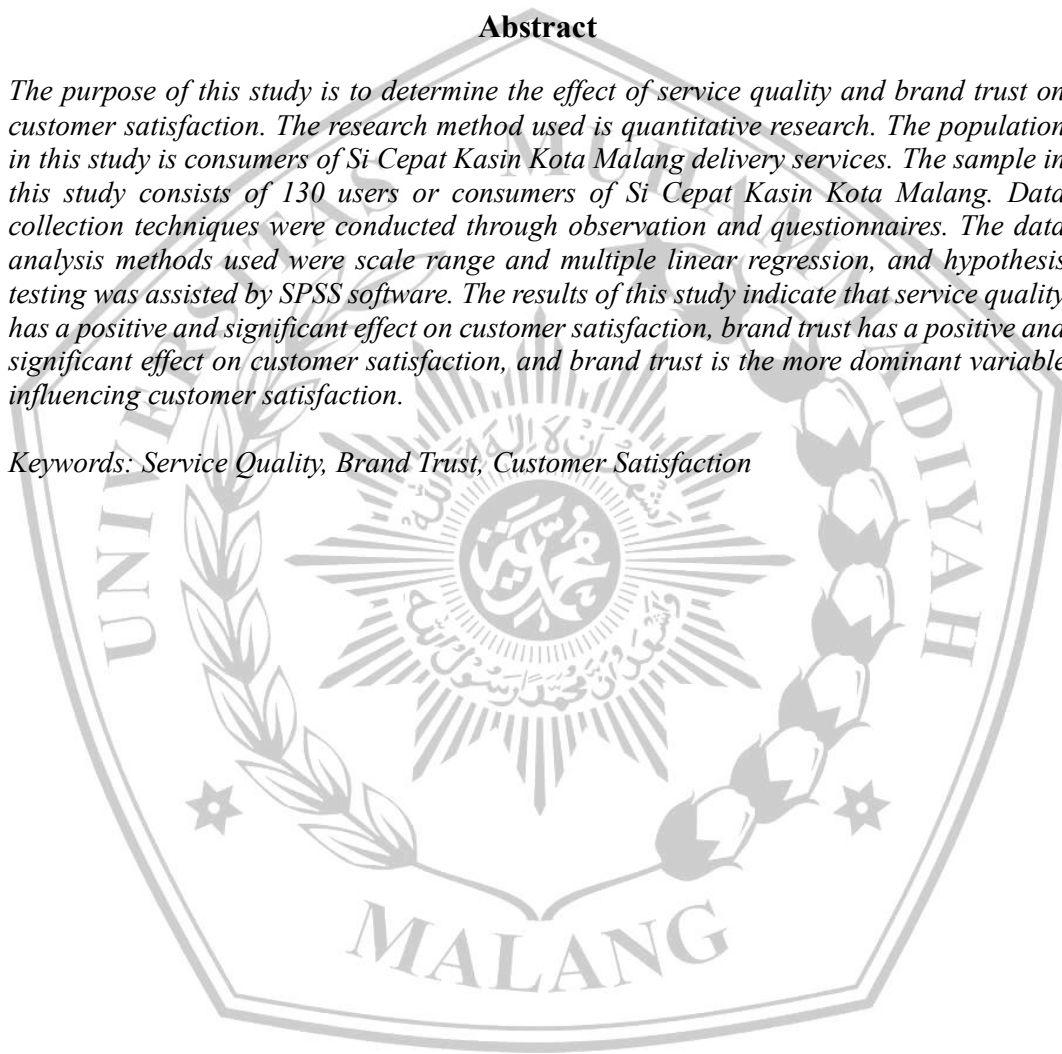 Abstract
The purpose of this study is to determine the effect of service quality and brand trust on
customer satisfaction. The research method used is quantitative research. The population
in this study is consumers of Si Cepat Kasin Kota Malang delivery services. The sample in
this study consists of 130 users or consumers of Si Cepat Kasin Kota Malang. Data
collection techniques were conducted through observation and questionnaires. The data
analysis methods used were scale range and multiple linear regression, and hypothesis
testing was assisted by SPSS software. The results of this study indicate that service quality
has a positive and significant effect on customer satisfaction, brand trust has a positive and
significant effect on customer satisfaction, and brand trust is the more dominant variable
influencing customer satisfaction.
Keywords: Service Quality, Brand Trust, Customer Satisfaction
UNIVERSITAS MUHAMMADIYAH
MALANG